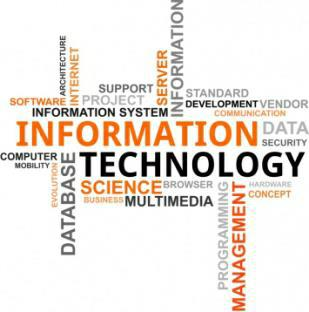 ARCHITECTURE
INTERNET
SERVER
INFORMATION
SUPPORT
STANDARD
SOFTWARE
PROJECT
DEVELOPMENT
VENDOR
INFORMATION SYSTEM
COMMUNICATION
INFORMATION
DATA
SECURITY
COMPUTER
TECHNOLOGY
MOBILITY
EVOLUTION
DATABASE
SCIENCE
BROWSER
HARDWARE
BUSINESS
MULTIMEDIA
CONCEPT
PROGRAMMING
MANAGEMENT